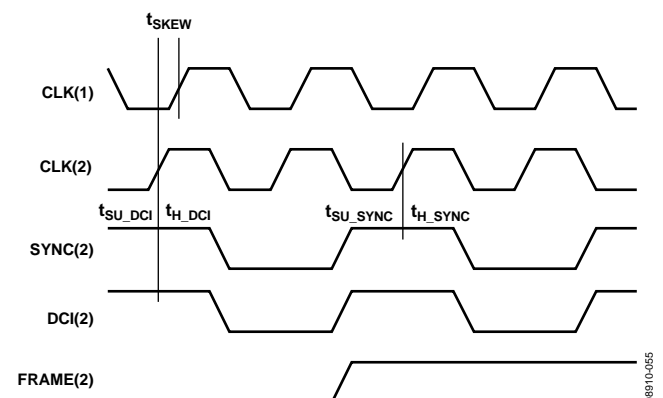 tSKEW
CLK(1)
CLK(2)
tSU_DCI tH_DCI tSU_SYNC tH_SYNC
SYNC(2)
DCI(2)
FRAME(2)
08910-055